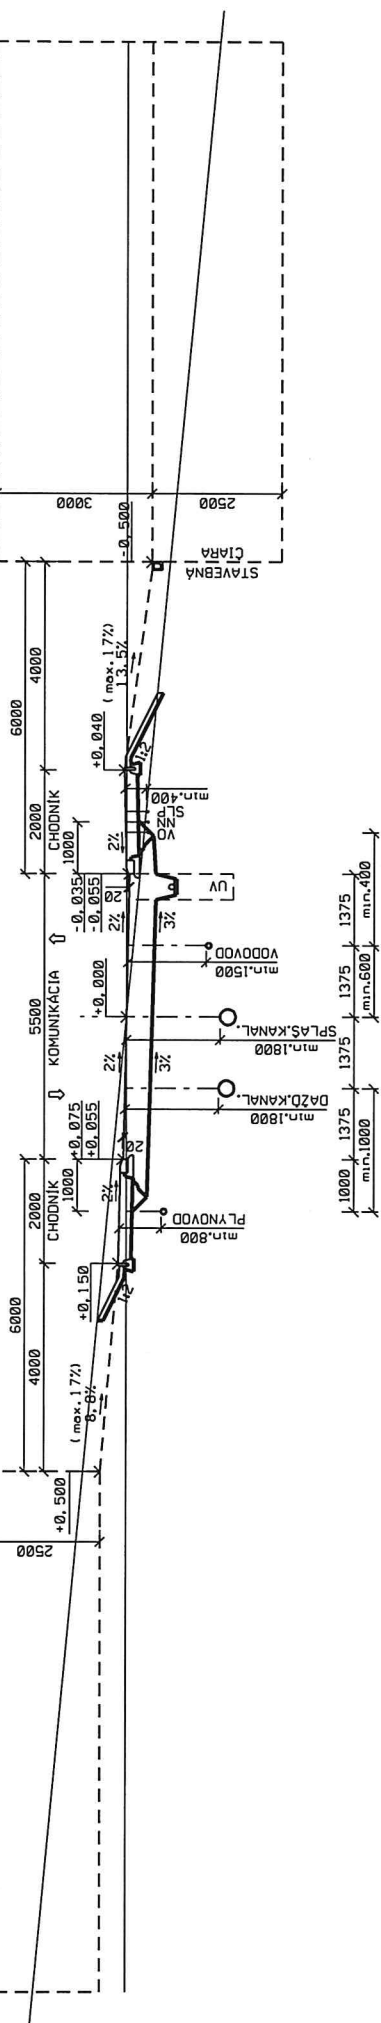 3000
2500
-0,500
STAVEBNÁ
ČIARA
6000
4000
(max.17%)
13,5%
+0,040
1:2
2000
CHODNÍK
1000
min.400
SLP
NN
VO
2%
-0,035
-0,055
20
UV
2%
3%
1375
min.400
VODOVOD
min.1500
5500
KOMUNIKÁCIA
+0,000
1375
min.600
SPLAŠ.KANAL.
min.1800
2%
3%
1375
DAŽĎ.KANAL.
min.1800
+0,075
+0,055
20
1375
min.1000
1000
2000
CHODNÍK
1000
2%
PLYNOVOD
min.800
+0,150
1:2
6000
4000
(max.17%)
8,8%
+0,500
2500